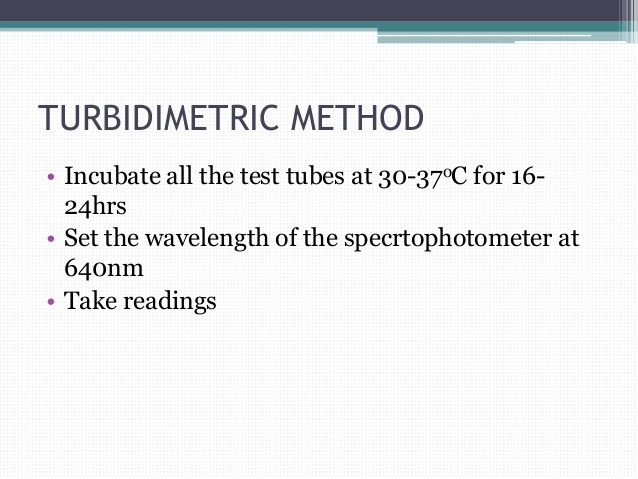 TURBIDIMETRIC METHOD
• Incubate all the test tubes at 30-37⁰C for 16-
24hrs
• Set the wavelength of the specrtophotometer at
640nm
• Take readings